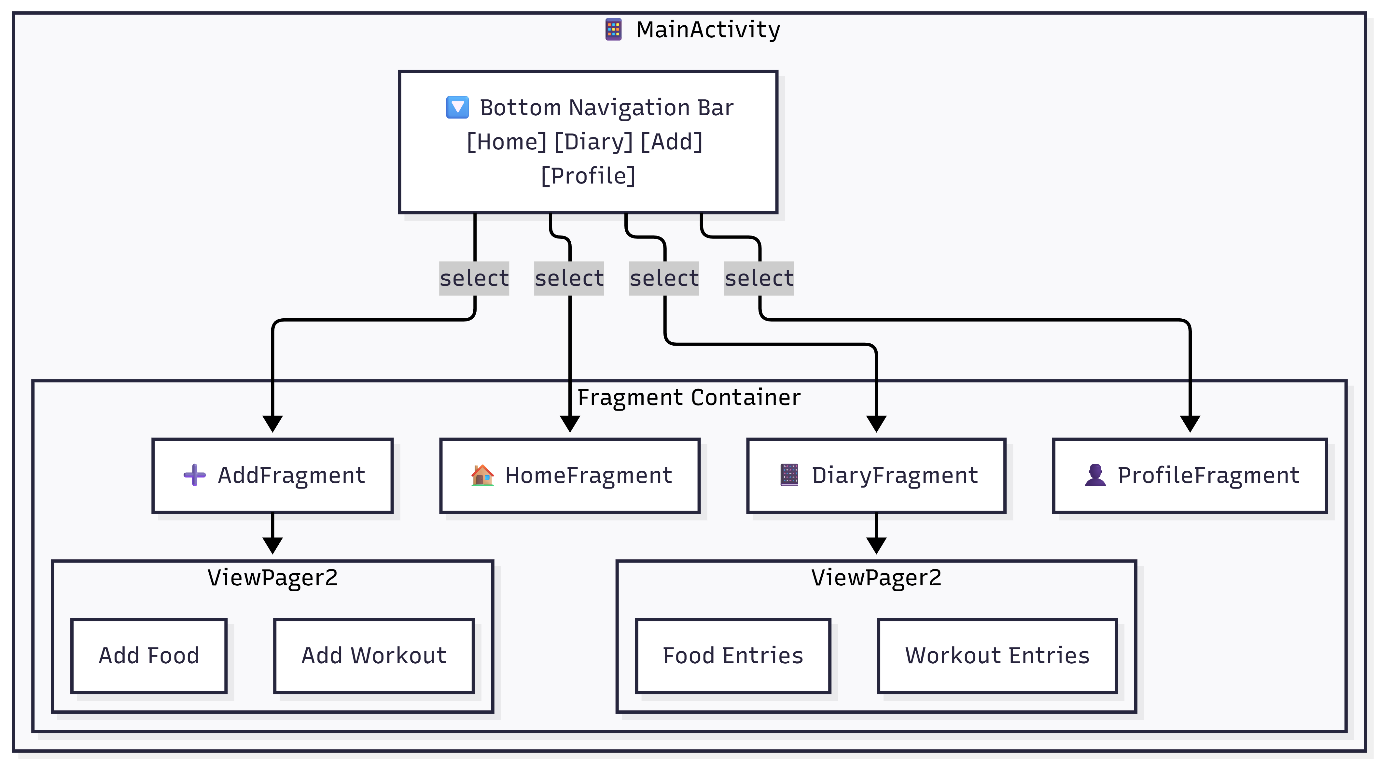 MainActivity
Bottom Navigation Bar
[Home] [Diary] [Add]
[Profile]
select
select
select
select
Fragment Container
AddFragment
HomeFragment
DiaryFragment
ProfileFragment
ViewPager2
ViewPager2
Add Food
Add Workout
Food Entries
Workout Entries